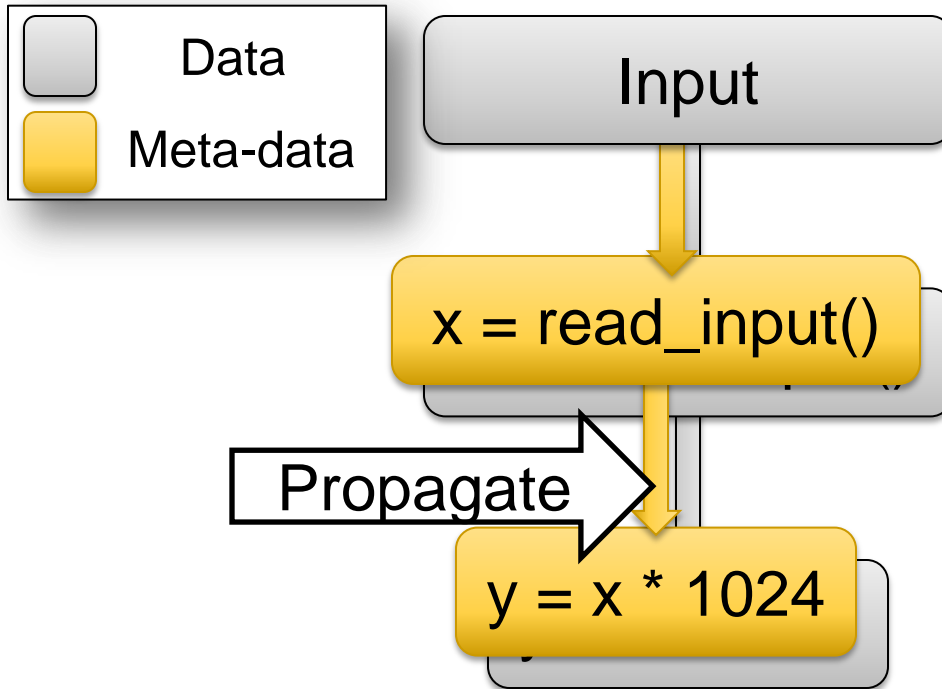 Data
Meta-data
Input
x = read_input()
Propagate
y = x * 1024